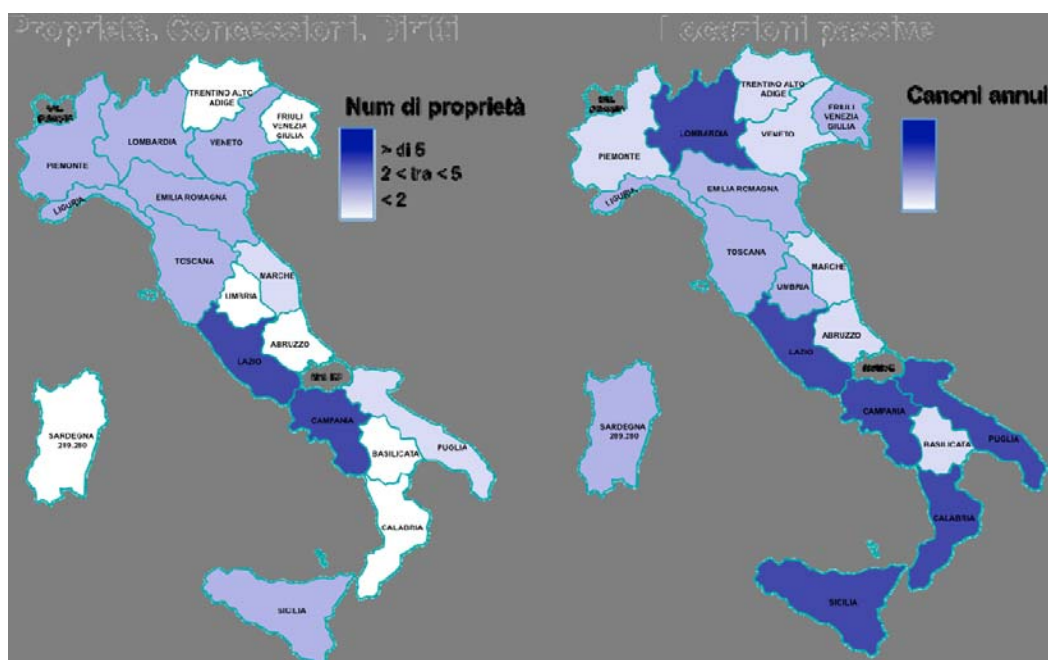 Proprietà, Concessioni, Diritti
TRENTINO ALTO
ADIGE
LOMBARDIA
VENETO
FRIULI
VENEZIA
GIULIA
PIEMONTE
LIGURIA
EMILIA ROMAGNA
TOSCANA
MARCHE
UMBRIA
ABRUZZO
LAZIO
CAMPANIA
PUGLIA
BASILICATA
SARDEGNA
289.280
CALABRIA
SICILIA
Num di proprietà
> di 5
2 < tra < 5
< 2
Locazioni passive
TRENTINO ALTO
ADIGE
LOMBARDIA
VENETO
FRIULI
VENEZIA
GIULIA
PIEMONTE
LIGURIA
EMILIA ROMAGNA
TOSCANA
MARCHE
UMBRIA
ABRUZZO
LAZIO
CAMPANIA
PUGLIA
BASILICATA
SARDEGNA
289.280
CALABRIA
SICILIA
Canoni annui